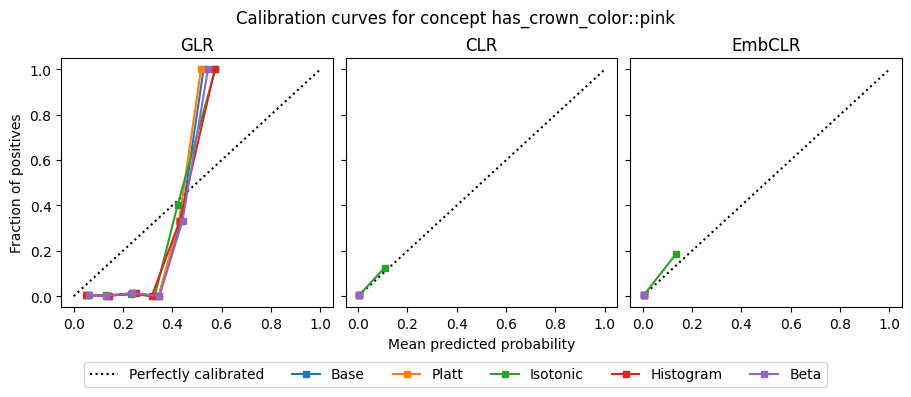 Calibration curves for concept has_crown_color::pink
GLR
CLR
EmbCLR
Fraction of positives
1.0
0.8
0.6
0.4
0.2
0.0
0.0 0.2 0.4 0.6 0.8 1.0
0.0 0.2 0.4 0.6 0.8 1.0
0.0 0.2 0.4 0.6 0.8 1.0
Mean predicted probability
Perfectly calibrated Base Platt Isotonic Histogram Beta